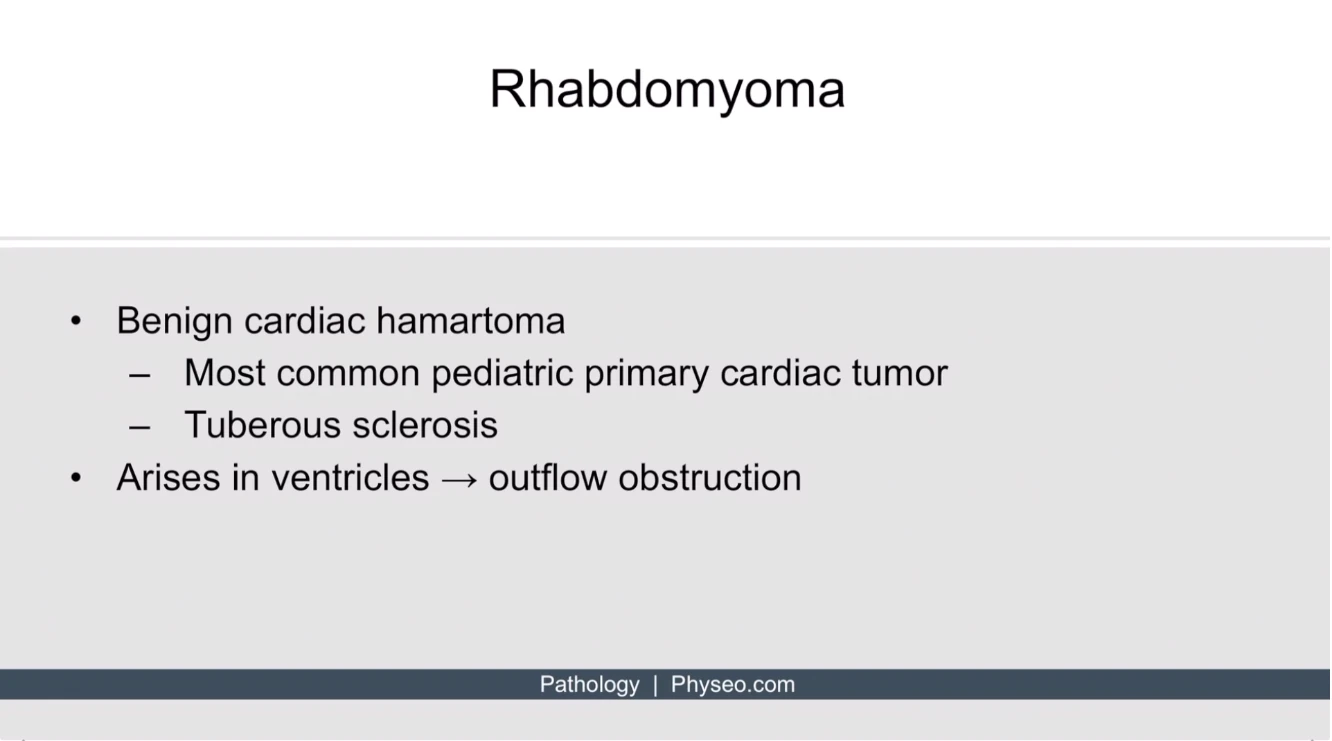 Rhabdomyoma
• Benign cardiac hamartoma
– Most common pediatric primary cardiac tumor
– Tuberous sclerosis
• Arises in ventricles → outflow obstruction
Pathology | Physeo.com